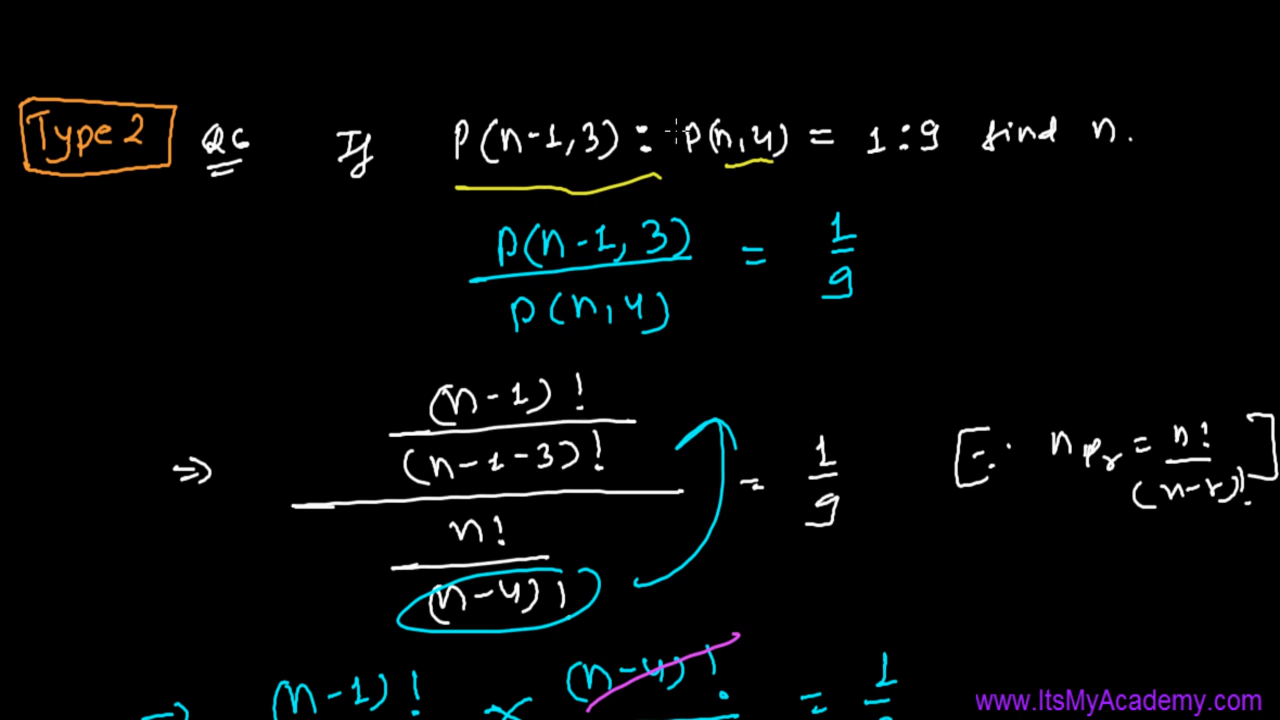 Type 2 Q6 If P(n-1,3) : P(n,4) = 1:9 find n.
P(n-1, 3) / P(n,4) = 1/9
⇒ ((n-1)! / (n-1-3)!) / (n! / (n-4)!) = 1/9 [∵ nPr = n!/(n-r)!]
⇒ (n-1)! × (n-4)! = 1
www.ItsMyAcademy.com